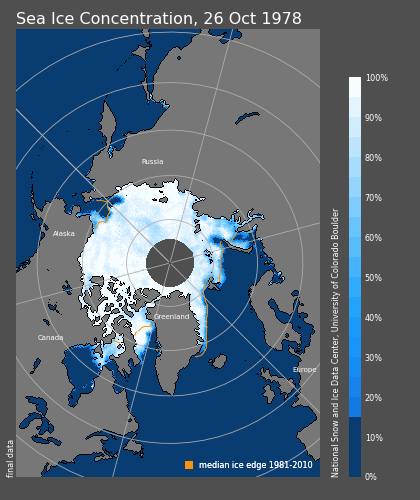 Sea Ice Concentration, 26 Oct 1978
Russia
Alaska
Greenland
Canada
Europe
median ice edge 1981-2010
final data
100%
90%
80%
70%
60%
50%
40%
30%
20%
10%
0%
National Snow and Ice Data Center, University of Colorado Boulder